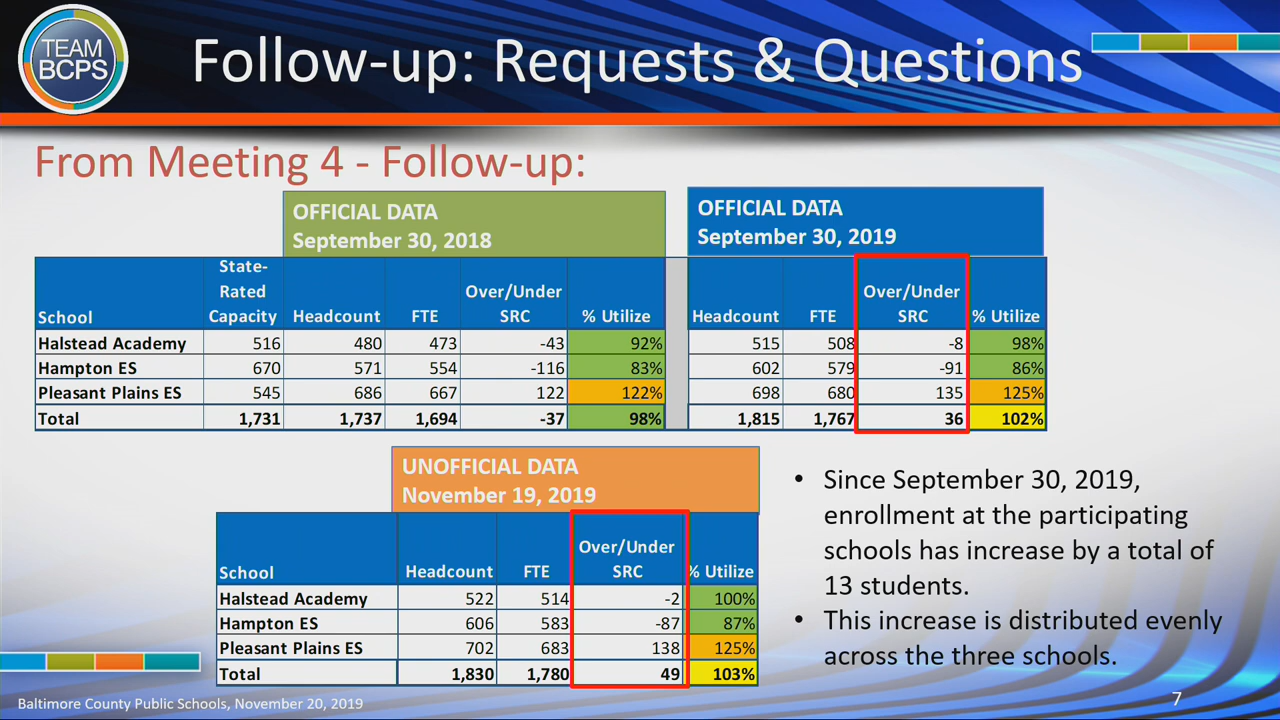 TEAM
BCPS
Follow-up: Requests & Questions
From Meeting 4 - Follow-up:
OFFICIAL DATA
September 30, 2018
OFFICIAL DATA
September 30, 2019
School State-Rated Capacity Headcount FTE Over/Under SRC % Utilize Headcount FTE Over/Under SRC % Utilize
Halstead Academy 516 480 473 -43 92% 515 508 -8 98%
Hampton ES 670 571 554 -116 83% 602 579 -91 86%
Pleasant Plains ES 545 686 667 122 122% 698 680 135 125%
Total 1,731 1,737 1,694 -37 98% 1,815 1,767 36 102%
UNOFFICIAL DATA
November 19, 2019
School Headcount FTE Over/Under SRC % Utilize
Halstead Academy 522 514 -2 100%
Hampton ES 606 583 -87 87%
Pleasant Plains ES 702 683 138 125%
Total 1,830 1,780 49 103%
• Since September 30, 2019,
enrollment at the participating
schools has increase by a total of
13 students.
• This increase is distributed evenly
across the three schools.
Baltimore County Public Schools, November 20, 2019
7